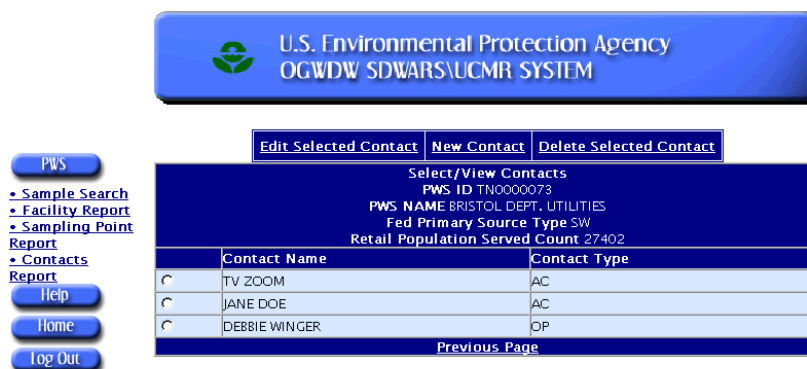 U.S. Environmental Protection Agency
OGWDW SDWARS\UCMR SYSTEM
Edit Selected Contact New Contact Delete Selected Contact
PWS
• Sample Search
• Facility Report
• Sampling Point
Report
• Contacts
Report
Help
Home
Log Out
Select/View Contacts
PWS ID TN0000073
PWS NAME BRISTOL DEPT. UTILITIES
Fed Primary Source Type SW
Retail Population Served Count 27402
Contact Name Contact Type
TV ZOOM AC
JANE DOE AC
DEBBIE WINGER OP
Previous Page